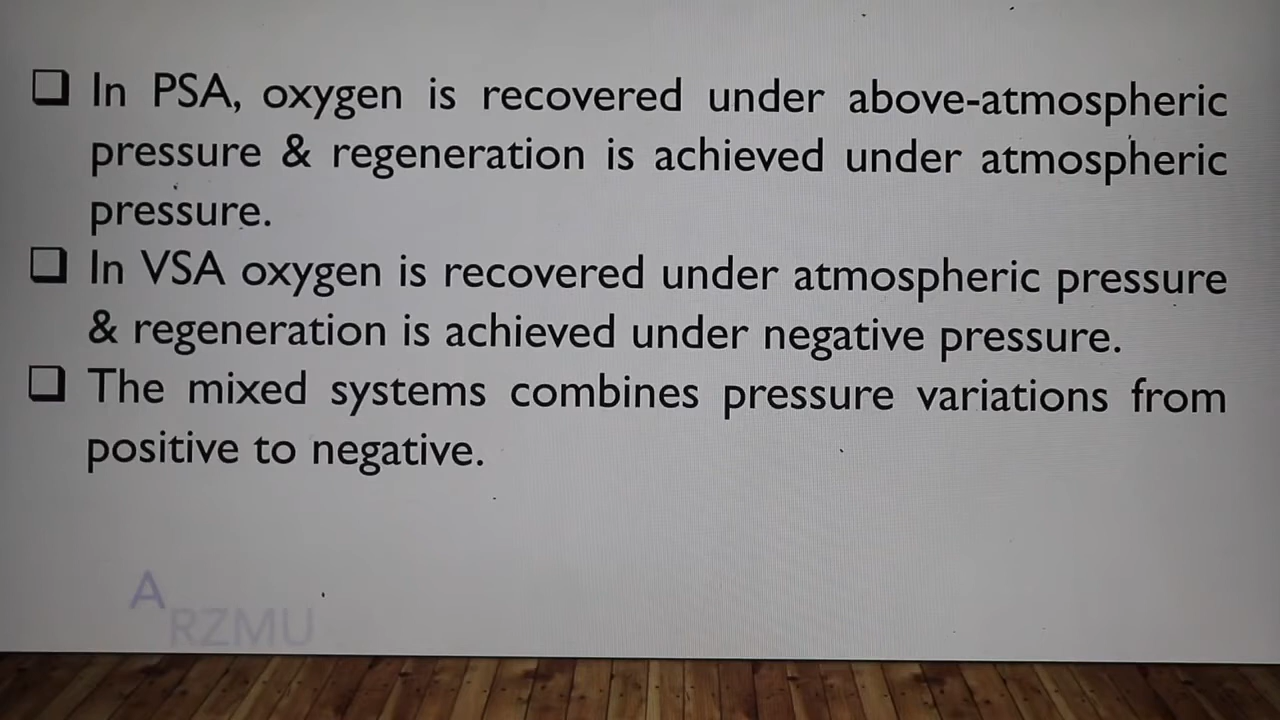 ❑ In PSA, oxygen is recovered under above-atmospheric
pressure & regeneration is achieved under atmospheric
pressure.
❑ In VSA oxygen is recovered under atmospheric pressure
& regeneration is achieved under negative pressure.
❑ The mixed systems combines pressure variations from
positive to negative.
A
RZMU